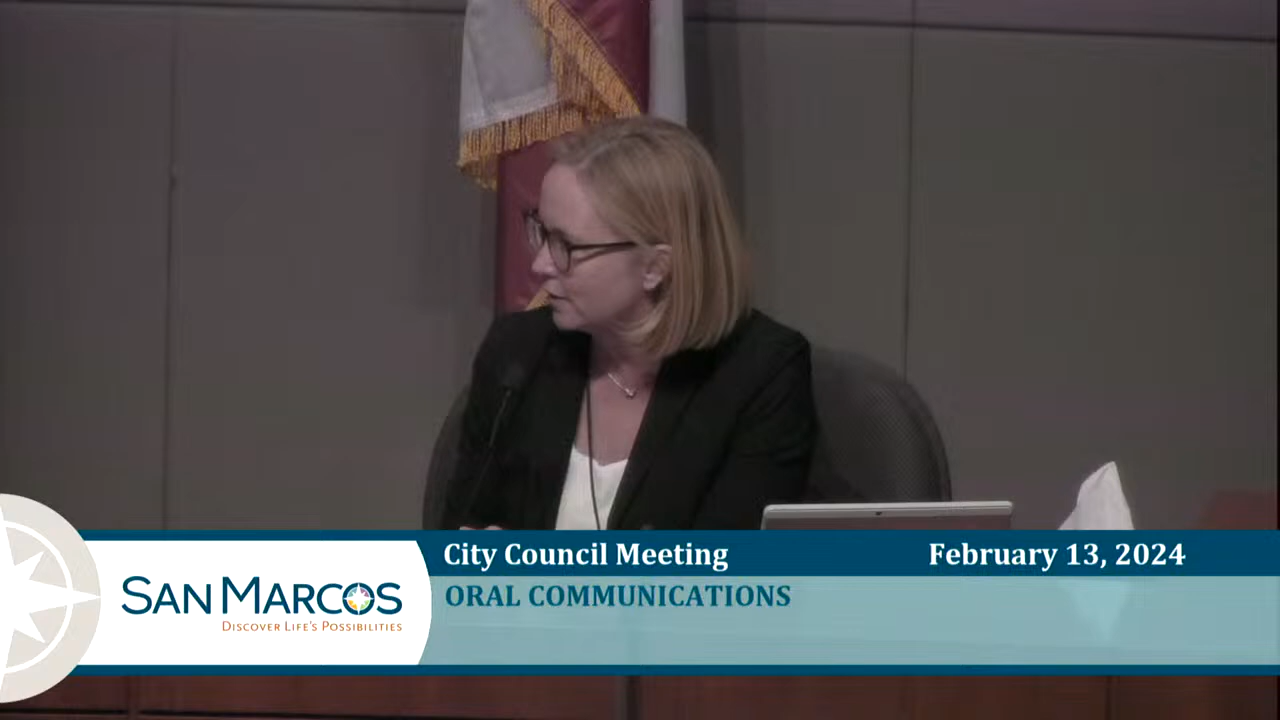 City Council Meeting
February 13, 2024
SAN MARCOS
DISCOVER LIFE'S POSSIBILITIES
ORAL COMMUNICATIONS